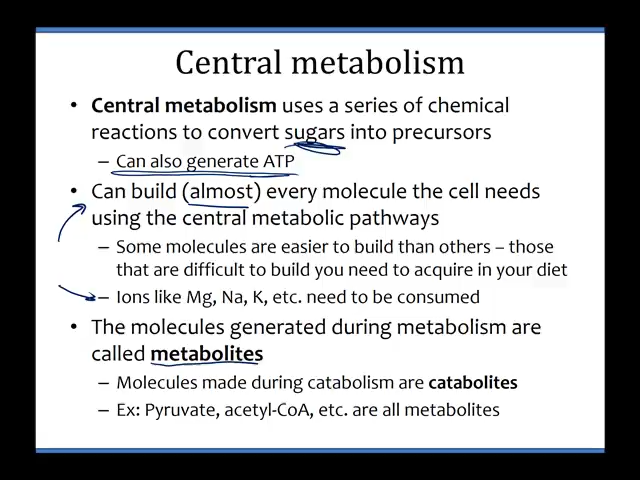 Central metabolism
• Central metabolism uses a series of chemical
reactions to convert sugars into precursors
– Can also generate ATP
• Can build (almost) every molecule the cell needs
using the central metabolic pathways
– Some molecules are easier to build than others – those
that are difficult to build you need to acquire in your diet
– Ions like Mg, Na, K, etc. need to be consumed
• The molecules generated during metabolism are
called metabolites
– Molecules made during catabolism are catabolites
– Ex: Pyruvate, acetyl-CoA, etc. are all metabolites